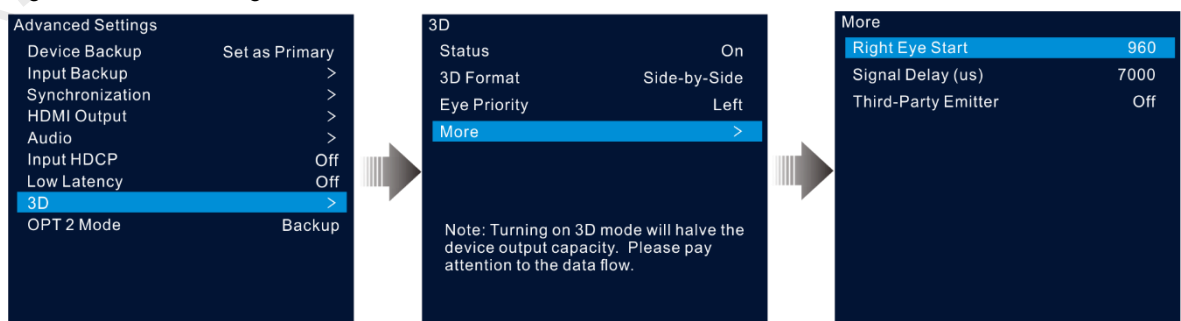 Advanced Settings
Device Backup Set as Primary
Input Backup >
Synchronization >
HDMI Output >
Audio >
Input HDCP Off
Low Latency Off
3D >
OPT 2 Mode Backup
3D
Status On
3D Format Side-by-Side
Eye Priority Left
More >
Note: Turning on 3D mode will halve the
device output capacity. Please pay
attention to the data flow.
More
Right Eye Start 960
Signal Delay (us) 7000
Third-Party Emitter Off